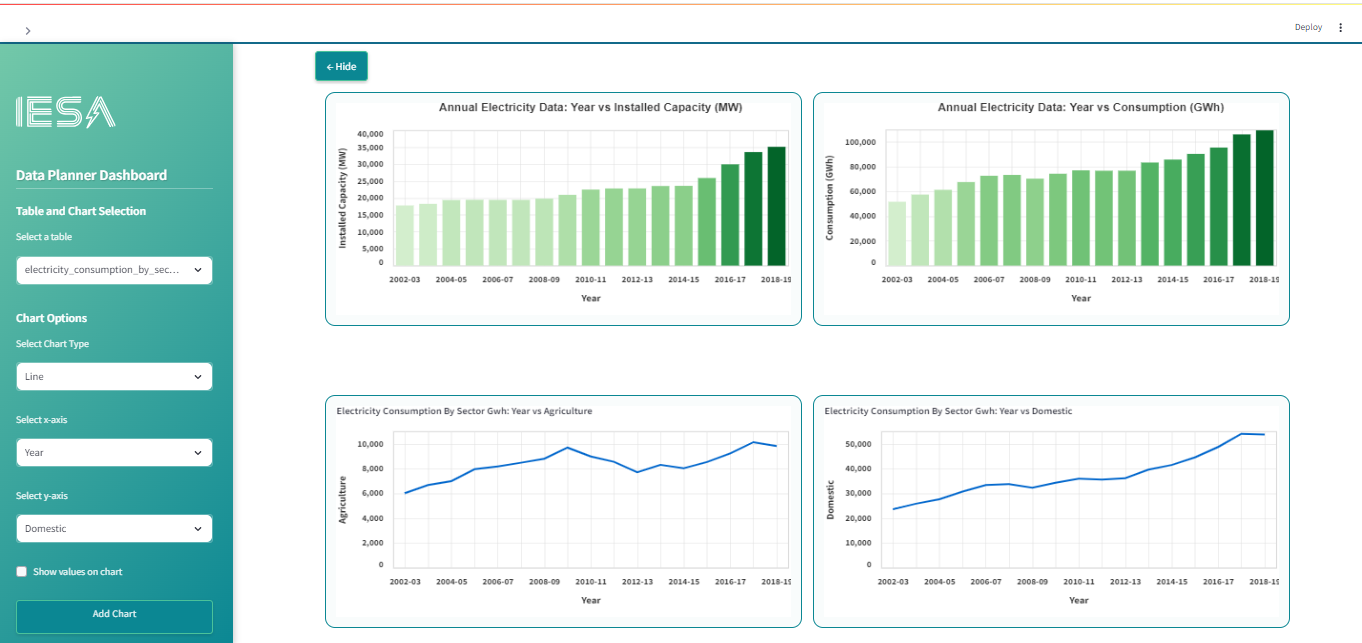 Deploy
IESA
Data Planner Dashboard
Table and Chart Selection
Select a table
electricity_consumption_by_sec...
Chart Options
Select Chart Type
Line
Select x-axis
Year
Select y-axis
Domestic
Show values on chart
Add Chart
← Hide
Annual Electricity Data: Year vs Installed Capacity (MW)
Installed Capacity (MW)
40,000
35,000
30,000
25,000
20,000
15,000
10,000
5,000
0
2002-03 2004-05 2006-07 2008-09 2010-11 2012-13 2014-15 2016-17 2018-19
Year
Annual Electricity Data: Year vs Consumption (GWh)
Consumption (GWh)
100,000
80,000
60,000
40,000
20,000
0
2002-03 2004-05 2006-07 2008-09 2010-11 2012-13 2014-15 2016-17 2018-19
Year
Electricity Consumption By Sector Gwh: Year vs Agriculture
Agriculture
10,000
8,000
6,000
4,000
2,000
0
2002-03 2004-05 2006-07 2008-09 2010-11 2012-13 2014-15 2016-17 2018-19
Year
Electricity Consumption By Sector Gwh: Year vs Domestic
Domestic
50,000
40,000
30,000
20,000
10,000
0
2002-03 2004-05 2006-07 2008-09 2010-11 2012-13 2014-15 2016-17 2018-19
Year